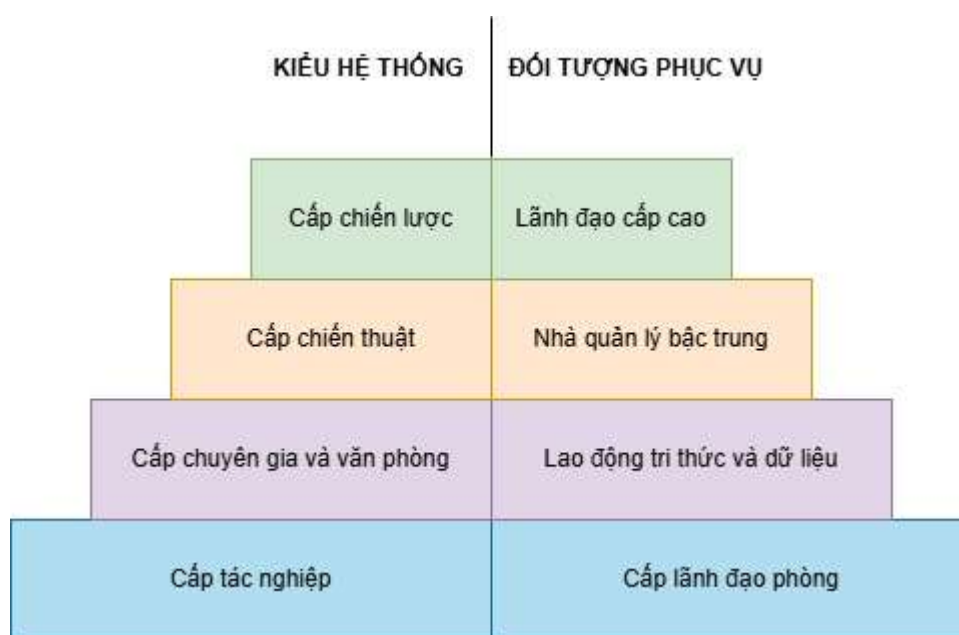 KIỂU HỆ THỐNG ĐỐI TƯỢNG PHỤC VỤ
Cấp chiến lược Lãnh đạo cấp cao
Cấp chiến thuật Nhà quản lý bậc trung
Cấp chuyên gia và văn phòng Lao động tri thức và dữ liệu
Cấp tác nghiệp Cấp lãnh đạo phòng